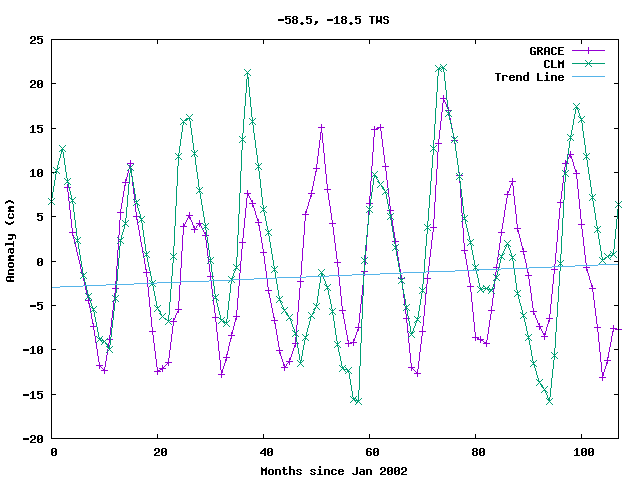 -58.5, -18.5 TWS
GRACE
CLM
Trend Line
25
20
15
10
5
0
-5
-10
-15
-20
Anomaly (cm)
0 20 40 60 80 100
Months since Jan 2002